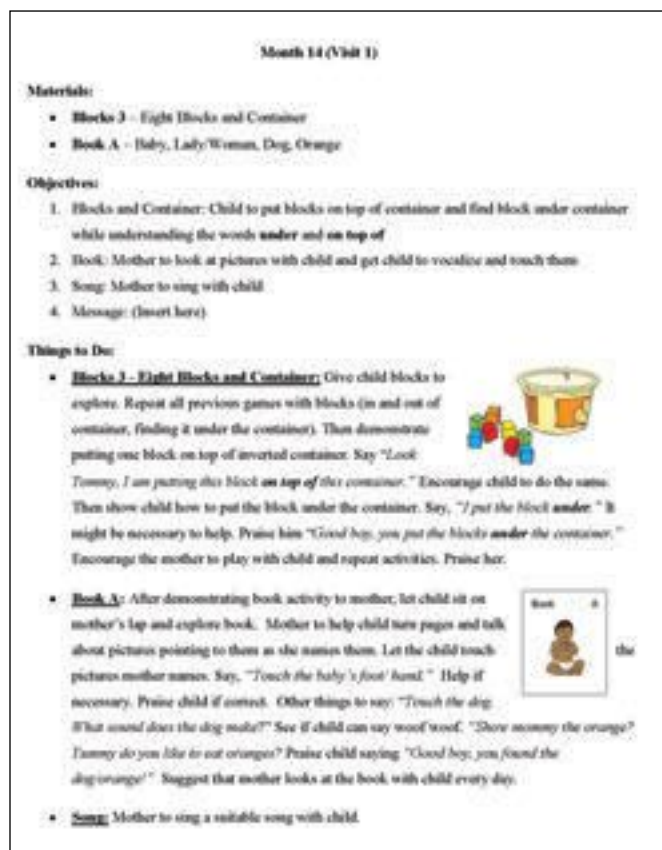 Month 14 (Visit 1)
Materials:
• Blocks 3 – Eight Blocks and Container
• Book A – Baby, Lady/Woman, Dog, Orange
Objectives:
1. Blocks and Container: Child to put blocks on top of container and find block under container
while understanding the words under and on top of
2. Book: Mother to look at pictures with child and get child to vocalize and touch them
3. Song: Mother to sing with child
4. Message: (Insert here)
Things to Do:
• Blocks 3 - Eight Blocks and Container: Give child blocks to
explore. Repeat all previous games with blocks (in and out of
container, finding it under the container). Then demonstrate
putting one block on top of inverted container. Say “Look
Tommy, I am putting this block on top of this container.” Encourage child to do the same.
Then show child how to put the block under the container. Say, “I put the block under.” It
might be necessary to help. Praise him “Good boy, you put the blocks under the container.”
Encourage the mother to play with child and repeat activities. Praise her.
• Book A: After demonstrating book activity to mother, let child sit on
mother’s lap and explore book. Mother to help child turn pages and talk
about pictures pointing to them as she names them. Let the child touch the
pictures mother names. Say, “Touch the baby’s foot/ hand.” Help if
necessary. Praise child if correct. Other things to say: “Touch the dog.
What sound does the dog make?” See if child can say woof woof. “Show mommy the orange?
Tommy do you like to eat oranges? Praise child saying “Good boy, you found the
dog/orange!” Suggest that mother looks at the book with child every day.
Book A
• Song: Mother to sing a suitable song with child.